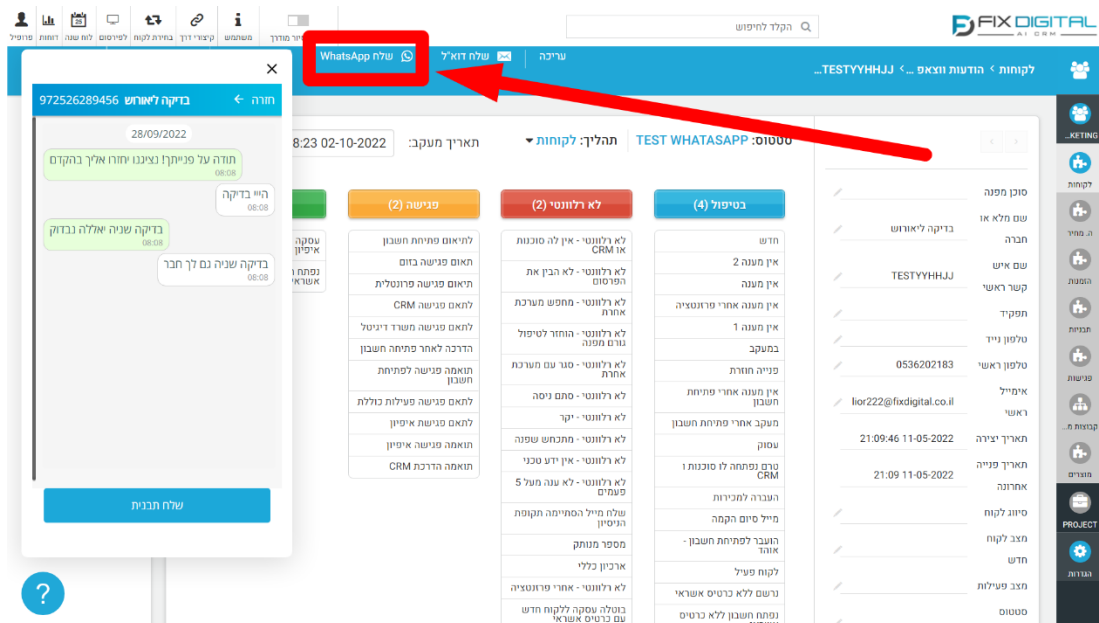 FIX DIGITAL
AI CRM
הקלד לחיפוש
מדריך
משתמש
קיצורי דרך
בחירת לקוח
לפירסום
לוח שנה
דוחות
פרופיל
לקוחות > הודעות ווצאפ ...> TESTYYHHJJ...
עריכה
שלח דוא"ל
שלח WhatsApp
חזרה
בדיקה ליאורוש 972526289456
28/09/2022
תודה על פנייתך! נציגנו יחזרו אליך בהקדם
08:08
הייי בדיקה
08:08
בדיקה שניה יאללה נבדוק
08:08
בדיקה שניה גם לך חבר
08:08
שלח תבנית
?
סטטוס: TEST WHATASAPP
תהליך: לקוחות
תאריך מעקב:
8:23 02-10-2022
סוכן מפנה
שם מלא או חברה
בדיקה ליאורוש
שם איש קשר ראשי
TESTYYHHJJ
תפקיד
טלפון נייד
טלפון ראשי
0536202183
אימייל ראשי
lior222@fixdigital.co.il
תאריך יצירה
21:09:46 11-05-2022
תאריך פנייה אחרונה
21:09 11-05-2022
סיווג לקוח
מצב לקוח חדש
מצב פעילות
סטטוס
בטיפול (4)
חדש
אין מענה 2
אין מענה
אין מענה אחרי פרזנטציה
אין מענה 1
במעקב
פנייה חוזרת
אין מענה אחרי פתיחת חשבון
מעקב אחרי פתיחת חשבון
עסוק
טרם נפתחה לו סוכנות ו CRM
העברה למכירות
מייל סיום הקמה
הועבר לפתיחת חשבון - אוהד
לקוח פעיל
נרשם ללא כרטיס אשראי
נפתח חשבון ללא כרטיס
לא רלוונטי (2)
לא רלוונטי - אין לה סוכנות או CRM
לא רלוונטי - לא הבין את הפרסום
לא רלוונטי - מחפש מערכת אחרת
לא רלוונטי - הוחזר לטיפול גורם מפנה
לא רלוונטי - סגר עם מערכת אחרת
לא רלוונטי - סתם ניסה
לא רלוונטי - יקר
לא רלוונטי - מתכחש שפנה
לא רלוונטי - אין ידע טכני
לא רלוונטי - לא ענה מעל 5 פעמים
שלח מייל הסתיימה תקופת הניסיון
מספר מנותק
ארכיון כללי
לא רלוונטי - אחרי פרזנטציה
בוטלה עסקה ללקוח חדש עם כרטיס אשראי
פגישה (2)
לתיאום פתיחת חשבון
תאום פגישה בזום
תיאום פגישה פרונטלית
לתאם פגישה CRM
לתאם פגישה משרד דיגיטל
הדרכה לאחר פתיחת חשבון
תואמה פגישה לפתיחת חשבון
לתאם פגישה פעילות כוללת
לתאם פגישת איפיון
תואמה פגישה איפיון
תואמה הדרכת CRM
עסקה
איפיון
נפתח
אשראי
...KETING
לקוחות
ה. מחיר
הזמנות
תבניות
פגישות
קבוצות מ...
מוצרים
PROJECT
הגדרות